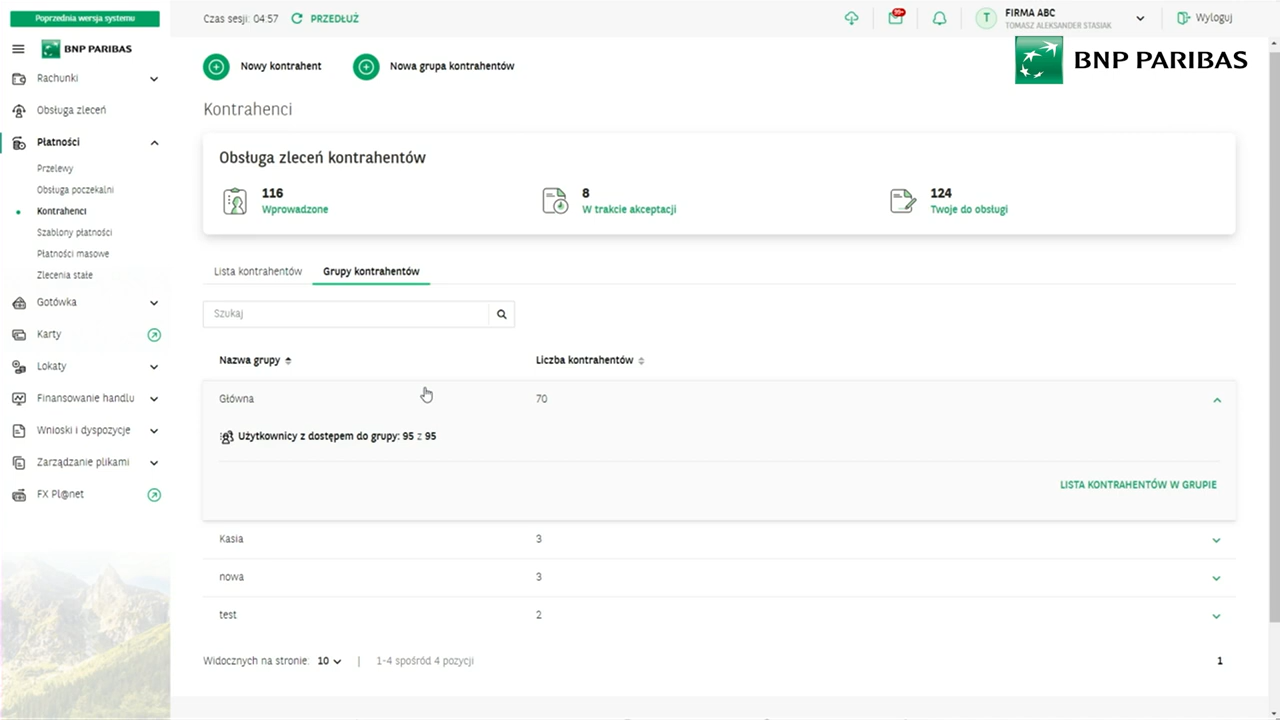 Poprzednia wersja systemu
Czas sesji: 04:57 PRZEDŁUŻ
99+
T
FIRMA ABC
TOMASZ ALEKSANDER STASIAK
Wyloguj
BNP PARIBAS
BNP PARIBAS
Rachunki
Obsługa zleceń
Płatności
Przelewy
Obsługa poczekalni
Kontrahenci
Szablony płatności
Płatności masowe
Zlecenia stałe
Gotówka
Karty
Lokaty
Finansowanie handlu
Wnioski i dyspozycje
Zarządzanie plikami
FX Pl@net
Nowy kontrahent
Nowa grupa kontrahentów
Kontrahenci
Obsługa zleceń kontrahentów
116
Wprowadzone
8
W trakcie akceptacji
124
Twoje do obsługi
Lista kontrahentów
Grupy kontrahentów
Szukaj
Nazwa grupy Liczba kontrahentów
Główna 70
Użytkownicy z dostępem do grupy: 95 z 95
LISTA KONTRAHENTÓW W GRUPIE
Kasia 3
nowa 3
test 2
Widocznych na stronie: 10 | 1-4 spośród 4 pozycji 1